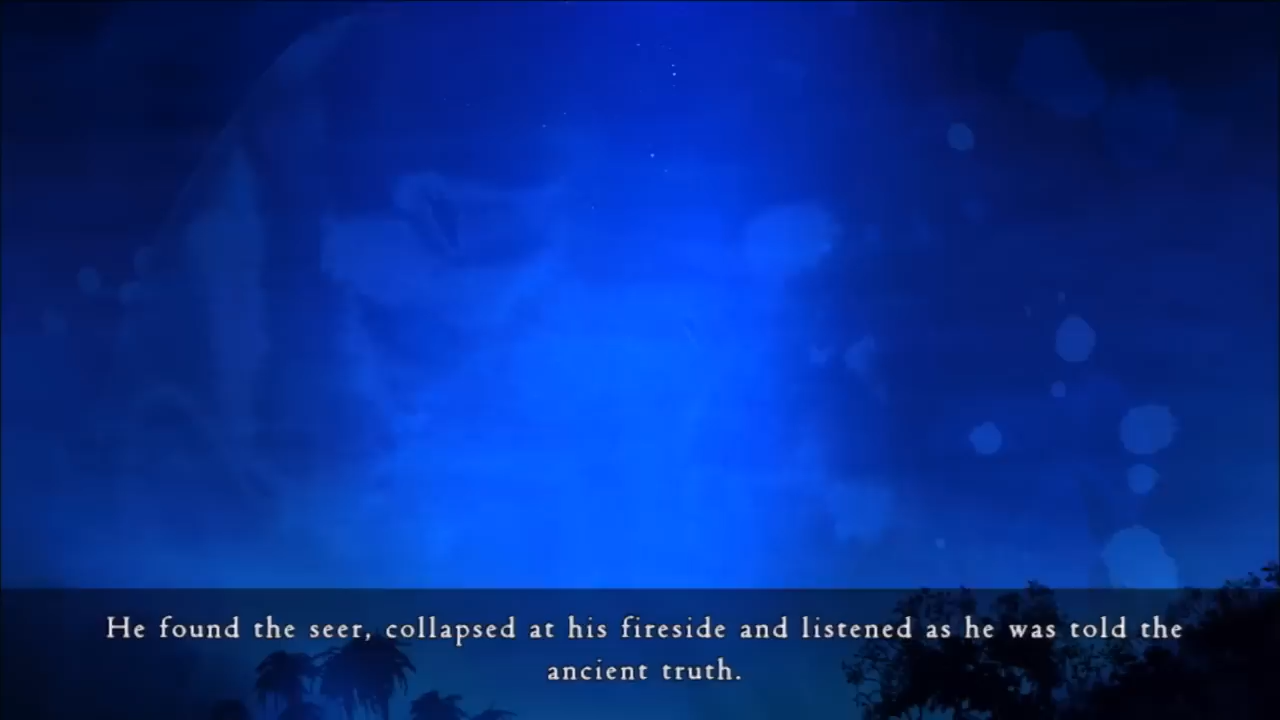 He found the seer, collapsed at his fireside and listened as he was told the
ancient truth.